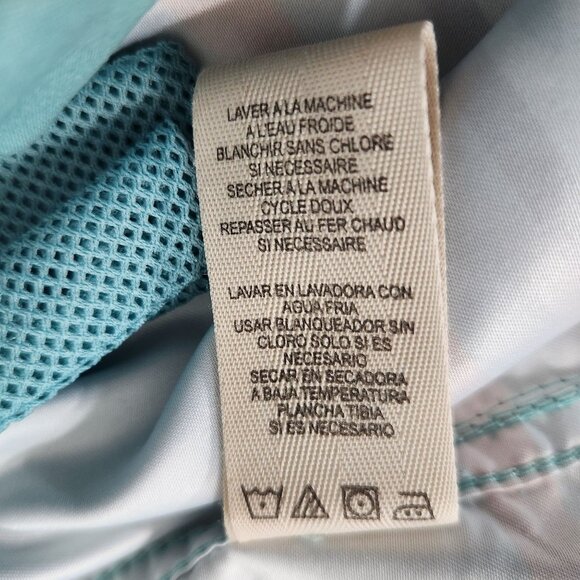 LAVER A LA MACHINE
A L'EAU FROIDE
BLANCHIR SANS CHLORE
SI NECESSAIRE
SECHER A LA MACHINE
CYCLE DOUX
REPASSER AU FER CHAUD
SI NECESSAIRE
LAVAR EN LAVADORA CON
AGUA FRIA
USAR BLANQUEADOR SIN
CLORO SOLO SI ES
NECESARIO
SECAR EN SECADORA
A BAJA TEMPERATURA
PLANCHA TIBIA
SI ES NECESARIO